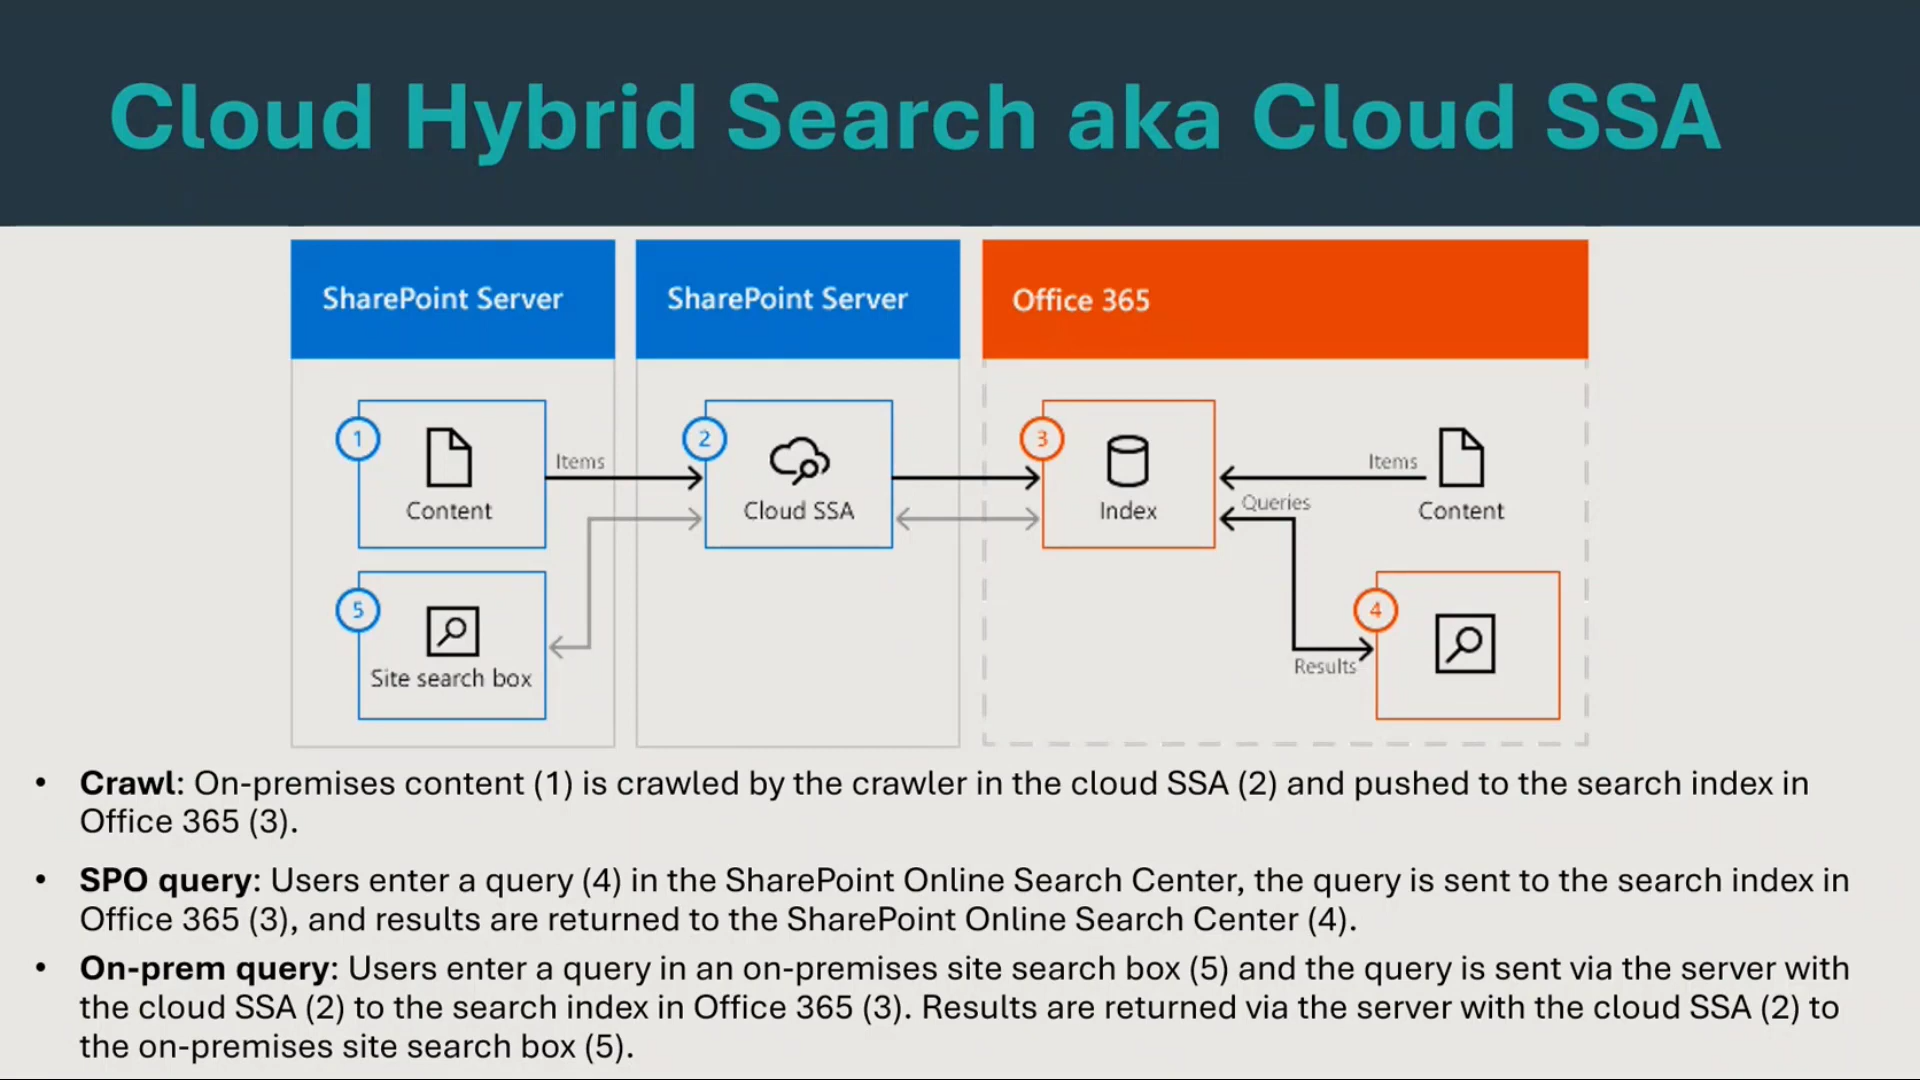 Cloud Hybrid Search aka Cloud SSA
SharePoint Server
SharePoint Server
Office 365
1
Content
Items
2
Cloud SSA
3
Index
Items
Content
Queries
Results
4
5
Site search box
• Crawl: On-premises content (1) is crawled by the crawler in the cloud SSA (2) and pushed to the search index in
Office 365 (3).
• SPO query: Users enter a query (4) in the SharePoint Online Search Center, the query is sent to the search index in
Office 365 (3), and results are returned to the SharePoint Online Search Center (4).
• On-prem query: Users enter a query in an on-premises site search box (5) and the query is sent via the server with
the cloud SSA (2) to the search index in Office 365 (3). Results are returned via the server with the cloud SSA (2) to
the on-premises site search box (5).